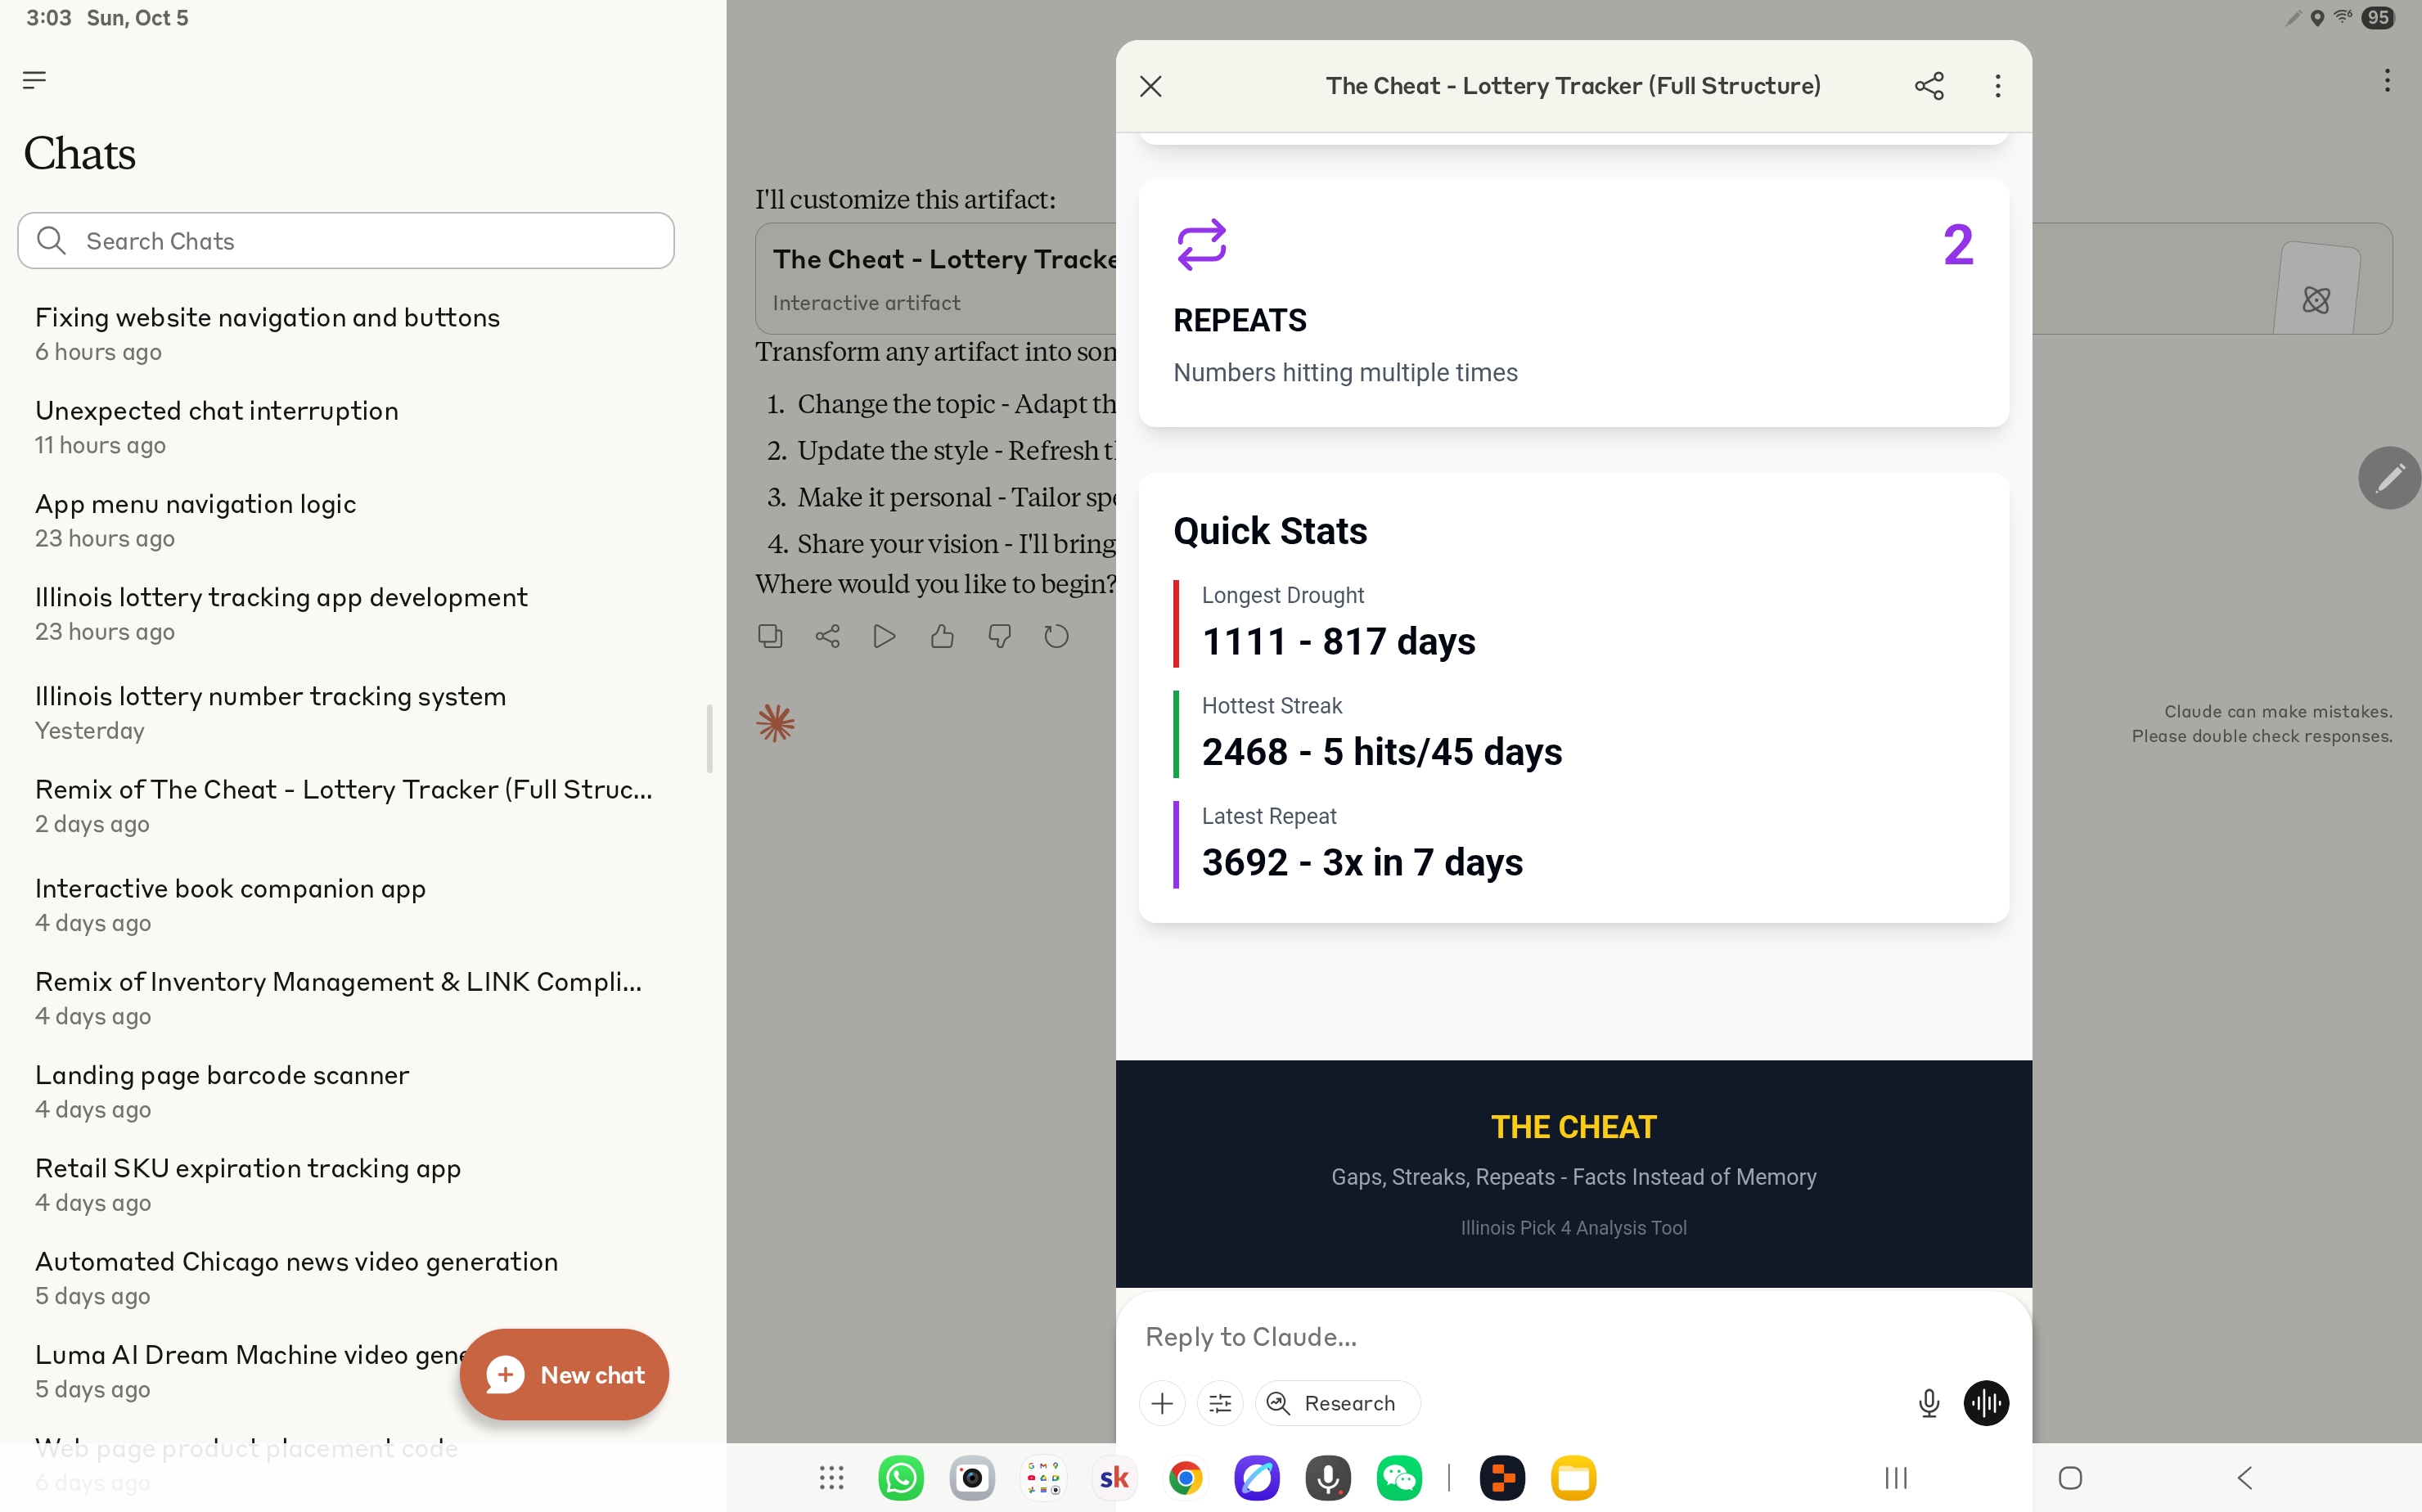 3:03 Sun, Oct 5
95
Chats
Search Chats
Fixing website navigation and buttons
6 hours ago
Unexpected chat interruption
11 hours ago
App menu navigation logic
23 hours ago
Illinois lottery tracking app development
23 hours ago
Illinois lottery number tracking system
Yesterday
Remix of The Cheat - Lottery Tracker (Full Struc...
2 days ago
Interactive book companion app
4 days ago
Remix of Inventory Management & LINK Compli...
4 days ago
Landing page barcode scanner
4 days ago
Retail SKU expiration tracking app
4 days ago
Automated Chicago news video generation
5 days ago
Luma AI Dream Machine video gene
5 days ago
New chat
Web page product placement code
6 days ago
I'll customize this artifact:
The Cheat - Lottery Tracke
Interactive artifact
Transform any artifact into som
1. Change the topic - Adapt th
2. Update the style - Refresh t
3. Make it personal - Tailor spe
4. Share your vision - I'll bring
Where would you like to begin?
Claude can make mistakes.
Please double check responses.
The Cheat - Lottery Tracker (Full Structure)
2
REPEATS
Numbers hitting multiple times
Quick Stats
Longest Drought
1111 - 817 days
Hottest Streak
2468 - 5 hits/45 days
Latest Repeat
3692 - 3x in 7 days
THE CHEAT
Gaps, Streaks, Repeats - Facts Instead of Memory
Illinois Pick 4 Analysis Tool
Reply to Claude...
Research
sk